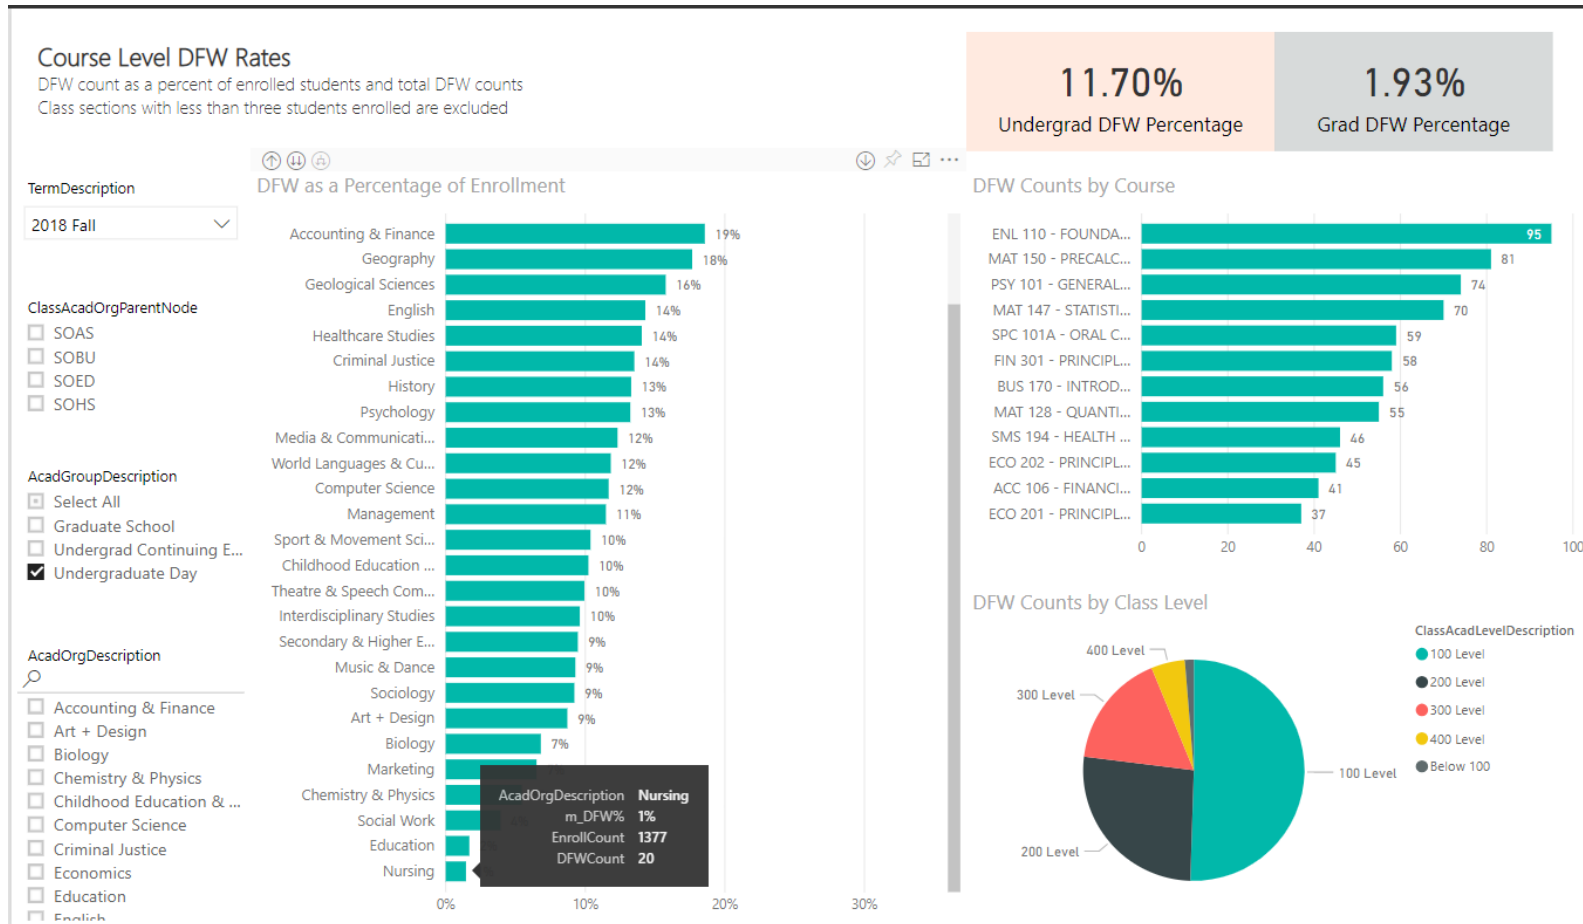 Course Level DFW Rates
DFW count as a percent of enrolled students and total DFW counts
Class sections with less than three students enrolled are excluded
11.70%
Undergrad DFW Percentage
1.93%
Grad DFW Percentage
TermDescription
2018 Fall
ClassAcadOrgParentNode
SOAS
SOBU
SOED
SOHS
AcadGroupDescription
Select All
Graduate School
Undergrad Continuing E...
Undergraduate Day
AcadOrgDescription
Accounting & Finance
Art + Design
Biology
Chemistry & Physics
Childhood Education & ...
Computer Science
Criminal Justice
Economics
Education
English
DFW as a Percentage of Enrollment
Accounting & Finance 19%
Geography 18%
Geological Sciences 16%
English 14%
Healthcare Studies 14%
Criminal Justice 14%
History 13%
Psychology 13%
Media & Communicati... 12%
World Languages & Cu... 12%
Computer Science 12%
Management 11%
Sport & Movement Sci... 10%
Childhood Education ... 10%
Theatre & Speech Com... 10%
Interdisciplinary Studies 10%
Secondary & Higher E... 9%
Music & Dance 9%
Sociology 9%
Art + Design 9%
Biology 7%
Marketing
Chemistry & Physics
Social Work
Education
Nursing
AcadOrgDescription Nursing
m_DFW% 1%
EnrollCount 1377
DFWCount 20
0% 10% 20% 30%
DFW Counts by Course
ENL 110 - FOUNDA... 95
MAT 150 - PRECALC... 81
PSY 101 - GENERAL... 74
MAT 147 - STATISTI... 70
SPC 101A - ORAL C... 59
FIN 301 - PRINCIPL... 58
BUS 170 - INTROD... 56
MAT 128 - QUANTI... 55
SMS 194 - HEALTH ... 46
ECO 202 - PRINCIPL... 45
ACC 106 - FINANCI... 41
ECO 201 - PRINCIPL... 37
0 20 40 60 80 100
DFW Counts by Class Level
400 Level
300 Level
200 Level
100 Level
ClassAcadLevelDescription
100 Level
200 Level
300 Level
400 Level
Below 100